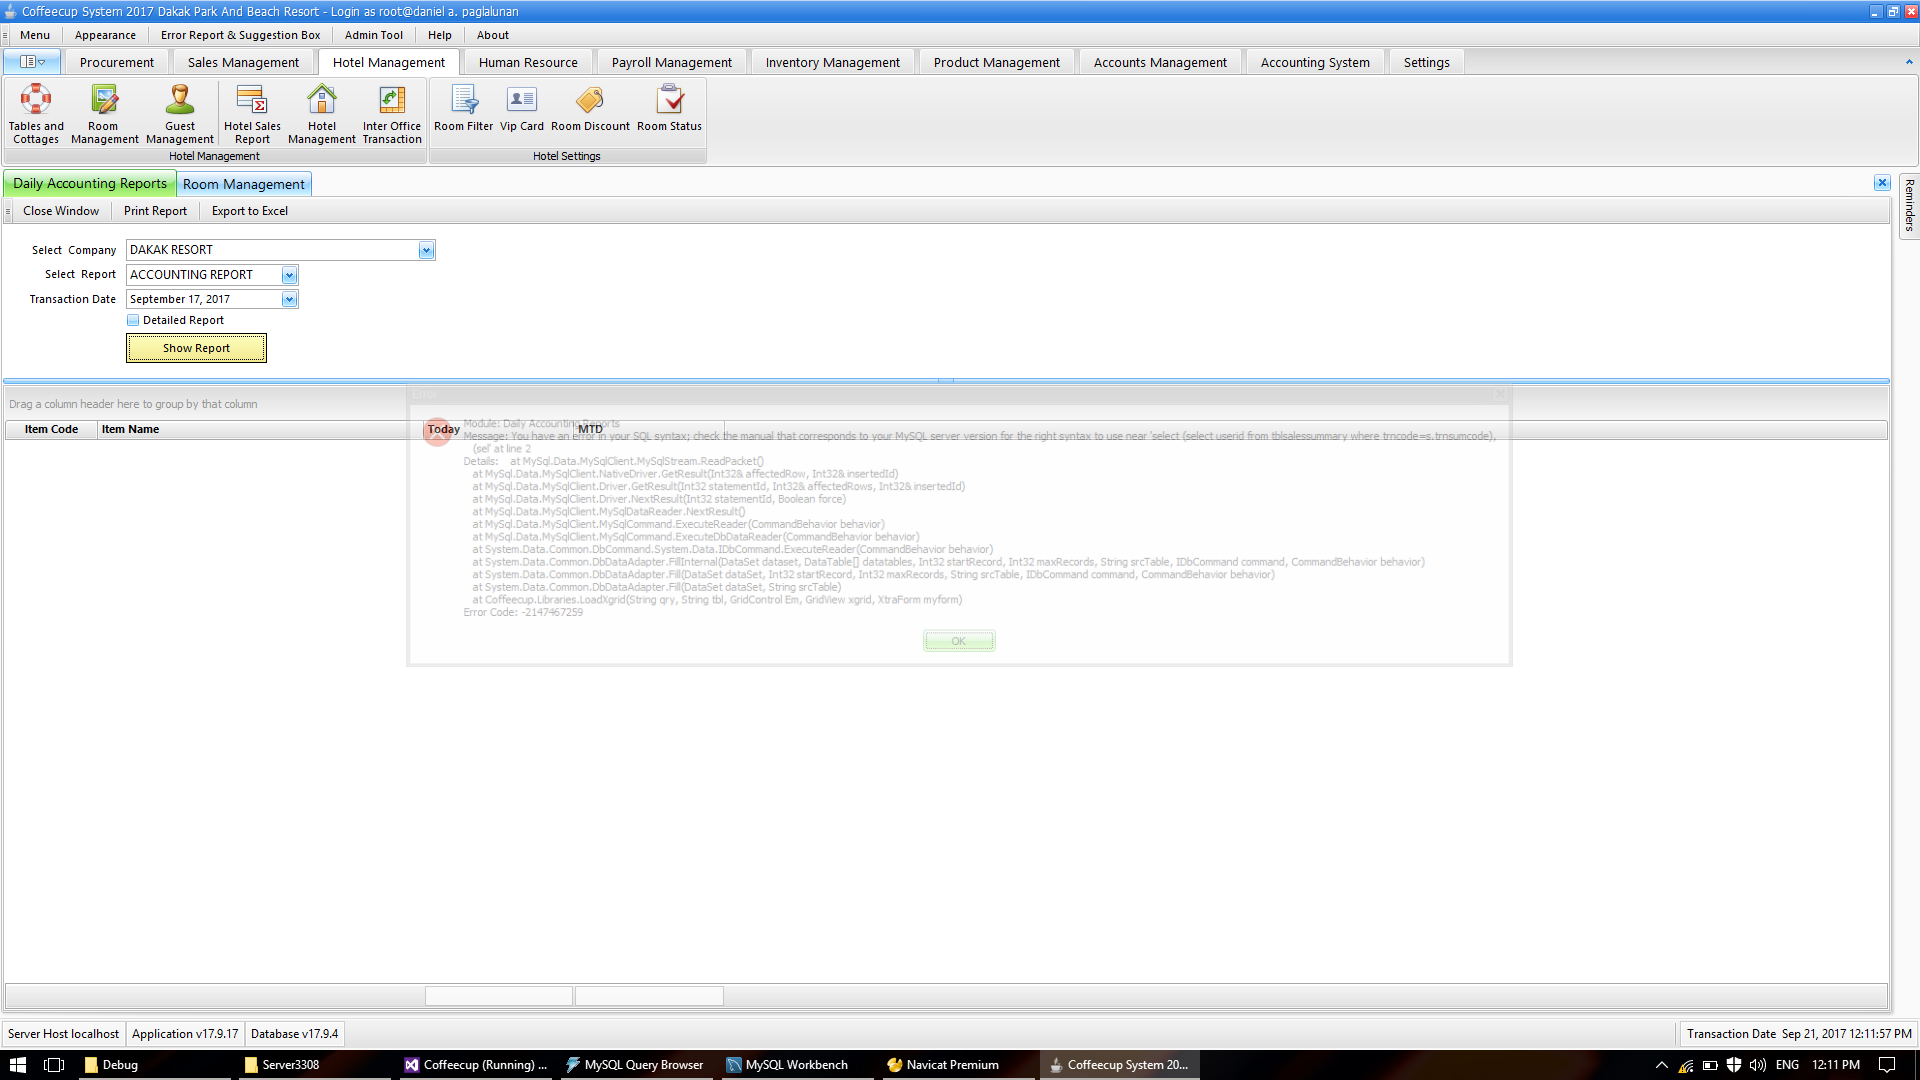 Coffeecup System 2017 Dakak Park And Beach Resort - Login as root@daniel a. paglalunan
Menu Appearance Error Report & Suggestion Box Admin Tool Help About
Procurement Sales Management Hotel Management Human Resource Payroll Management Inventory Management Product Management Accounts Management Accounting System Settings
Tables and Cottages
Room Management
Guest Management
Hotel Sales Report
Hotel Management
Inter Office Transaction
Room Filter
Vip Card
Room Discount
Room Status
Hotel Management
Hotel Settings
Daily Accounting Reports Room Management
Reminders
Close Window Print Report Export to Excel
Select Company DAKAK RESORT
Select Report ACCOUNTING REPORT
Transaction Date September 17, 2017
Detailed Report
Show Report
Error
Drag a column header here to group by that column
Item Code Item Name Today MTD
Module: Daily Accounting Reports
Message: You have an error in your SQL syntax; check the manual that corresponds to your MySQL server version for the right syntax to use near 'select (select userid from tblsalessummary where trncode=s.trnsumcode),
(sel' at line 2
Details: at MySql.Data.MySqlClient.MySqlStream.ReadPacket()
at MySql.Data.MySqlClient.NativeDriver.GetResult(Int32& affectedRow, Int32& insertedId)
at MySql.Data.MySqlClient.Driver.GetResult(Int32 statementId, Int32& affectedRows, Int32& insertedId)
at MySql.Data.MySqlClient.Driver.NextResult(Int32 statementId, Boolean force)
at MySql.Data.MySqlClient.MySqlDataReader.NextResult()
at MySql.Data.MySqlClient.MySqlCommand.ExecuteReader(CommandBehavior behavior)
at MySql.Data.MySqlClient.MySqlCommand.ExecuteDbDataReader(CommandBehavior behavior)
at System.Data.Common.DbCommand.System.Data.IDbCommand.ExecuteReader(CommandBehavior behavior)
at System.Data.Common.DbDataAdapter.FillInternal(DataSet dataset, DataTable[] datatables, Int32 startRecord, Int32 maxRecords, String srcTable, IDbCommand command, CommandBehavior behavior)
at System.Data.Common.DbDataAdapter.Fill(DataSet dataSet, Int32 startRecord, Int32 maxRecords, String srcTable, IDbCommand command, CommandBehavior behavior)
at System.Data.Common.DbDataAdapter.Fill(DataSet dataSet, String srcTable)
at Coffeecup.Libraries.LoadXgrid(String qry, String tbl, GridControl Em, GridView xgrid, XtraForm myform)
Error Code: -2147467259
OK
Server Host localhost Application v17.9.17 Database v17.9.4 Transaction Date Sep 21, 2017 12:11:57 PM
Debug Server3308 Coffeecup (Running) ... MySQL Query Browser MySQL Workbench Navicat Premium Coffeecup System 20... ENG 12:11 PM